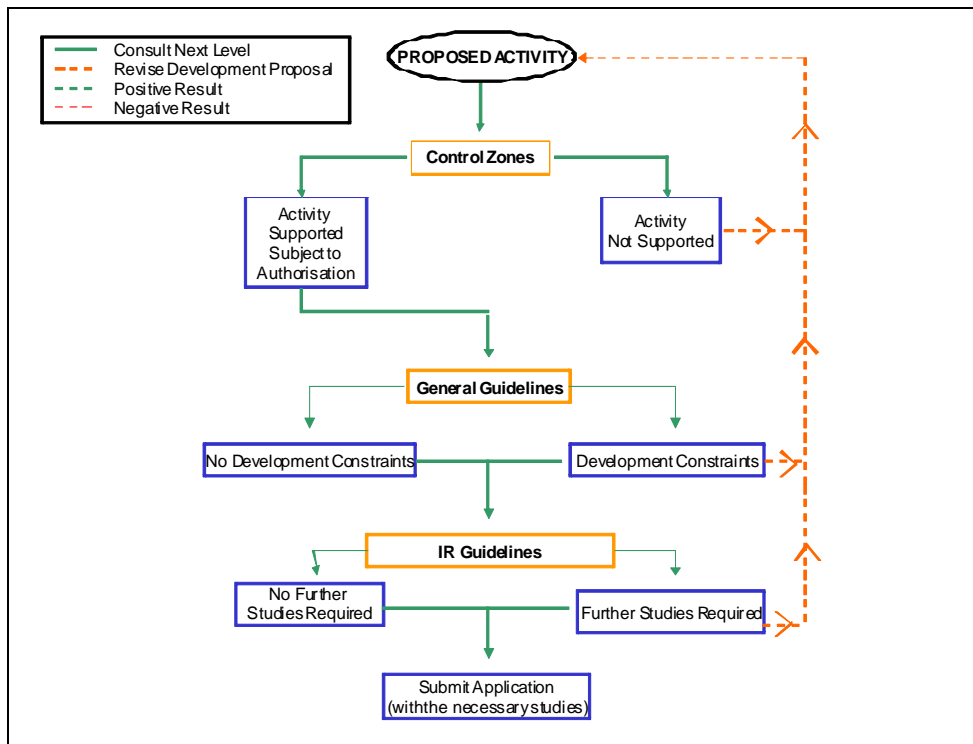 Consult Next Level
Revise Development Proposal
Positive Result
Negative Result
PROPOSED ACTIVITY
Control Zones
Activity
Supported
Subject to
Authorisation
Activity
Not Supported
General Guidelines
No Development Constraints
Development Constraints
IR Guidelines
No Further
Studies Required
Further Studies Required
Submit Application
(with the necessary studies)